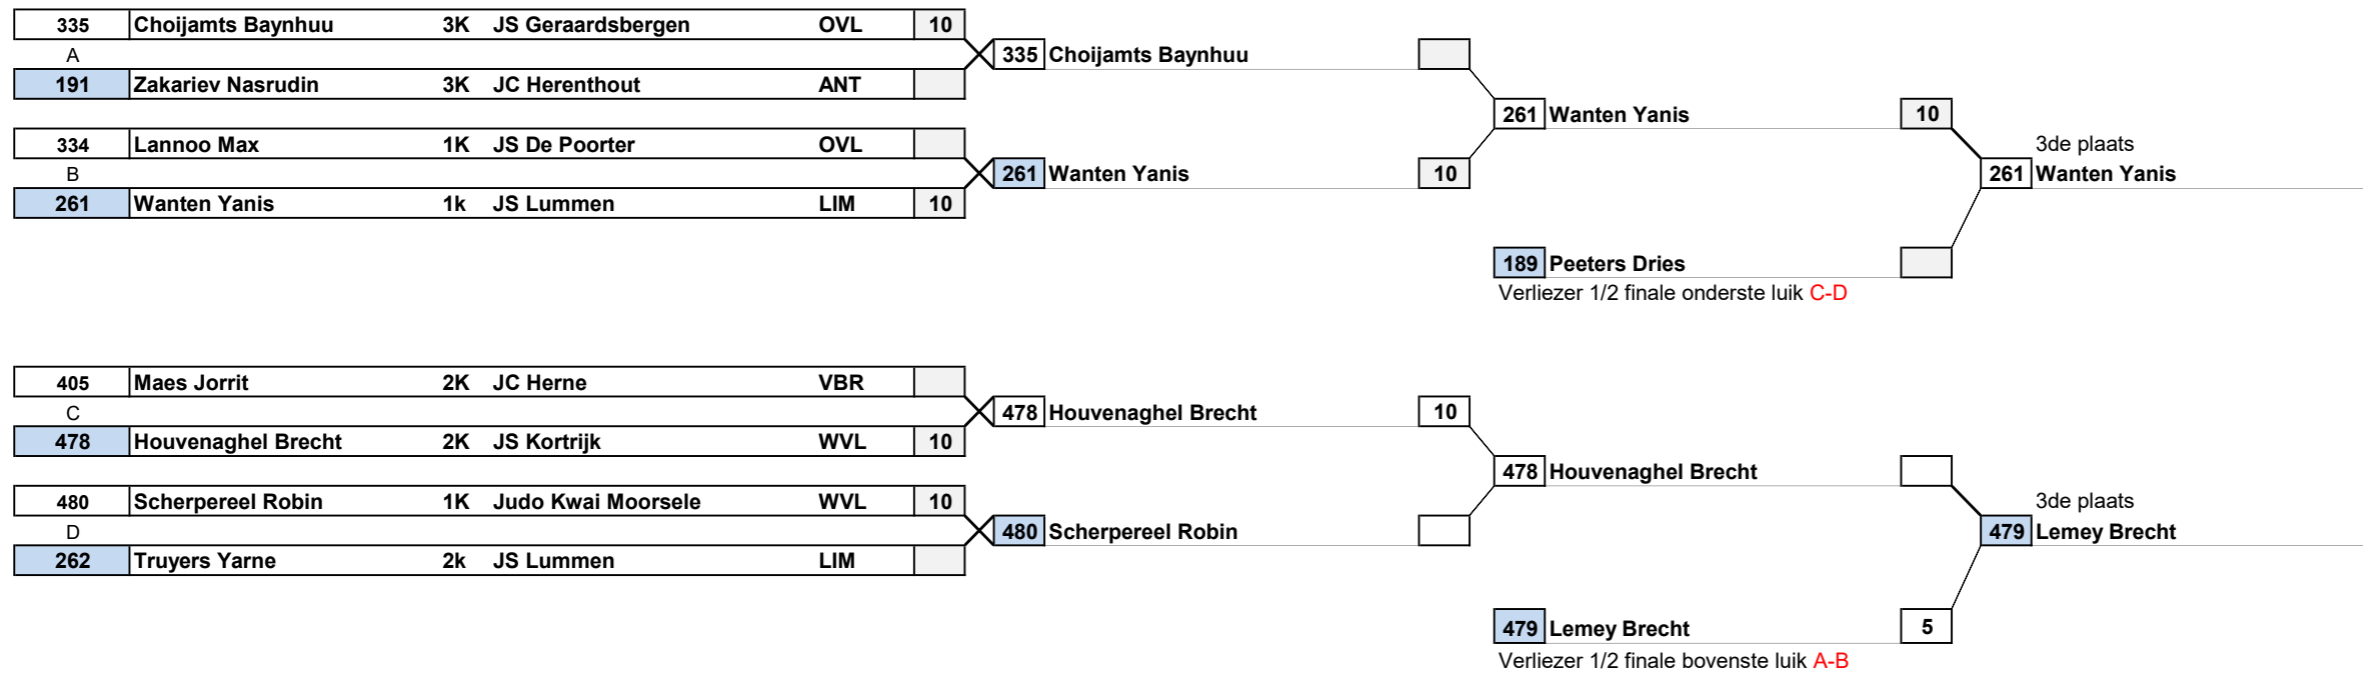 335 Choijamts Baynhuu 3K JS Geraardsbergen OVL 10
A 335 Choijamts Baynhuu
191 Zakariev Nasrudin 3K JC Herenthout ANT
261 Wanten Yanis 10
334 Lannoo Max 1K JS De Poorter OVL 3de plaats
B 261 Wanten Yanis 10 261 Wanten Yanis
261 Wanten Yanis 1k JS Lummen LIM 10
189 Peeters Dries
Verliezer 1/2 finale onderste luik C-D
405 Maes Jorrit 2K JC Herne VBR
C 478 Houvenaghel Brecht 10
478 Houvenaghel Brecht 2K JS Kortrijk WVL 10
478 Houvenaghel Brecht
480 Scherpereel Robin 1K Judo Kwai Moorsele WVL 10 3de plaats
D 480 Scherpereel Robin 479 Lemey Brecht
262 Truyers Yarne 2k JS Lummen LIM
479 Lemey Brecht 5
Verliezer 1/2 finale bovenste luik A-B